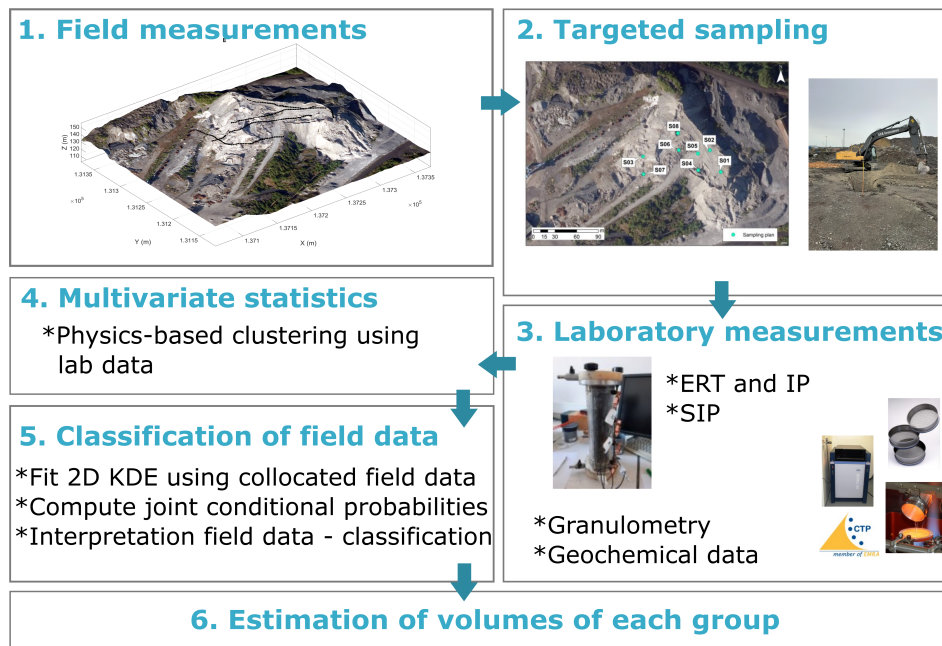 1. Field measurements
Z (m)
150
140
130
120
110
1.3135
1.313
1.3125
1.312
1.3115
×10⁵
Y (m)
1.371
1.3715
1.372
1.3725
1.373
1.3735
×10⁵
X (m)
2. Targeted sampling
S08
S02
S06
S05
S03
S07
S04
S01
0 15 30 60 90
Sampling plan
3. Laboratory measurements
*ERT and IP
*SIP
*Granulometry
*Geochemical data
CTP
member of EMRA
4. Multivariate statistics
*Physics-based clustering using
lab data
5. Classification of field data
*Fit 2D KDE using collocated field data
*Compute joint conditional probabilities
*Interpretation field data - classification
6. Estimation of volumes of each group